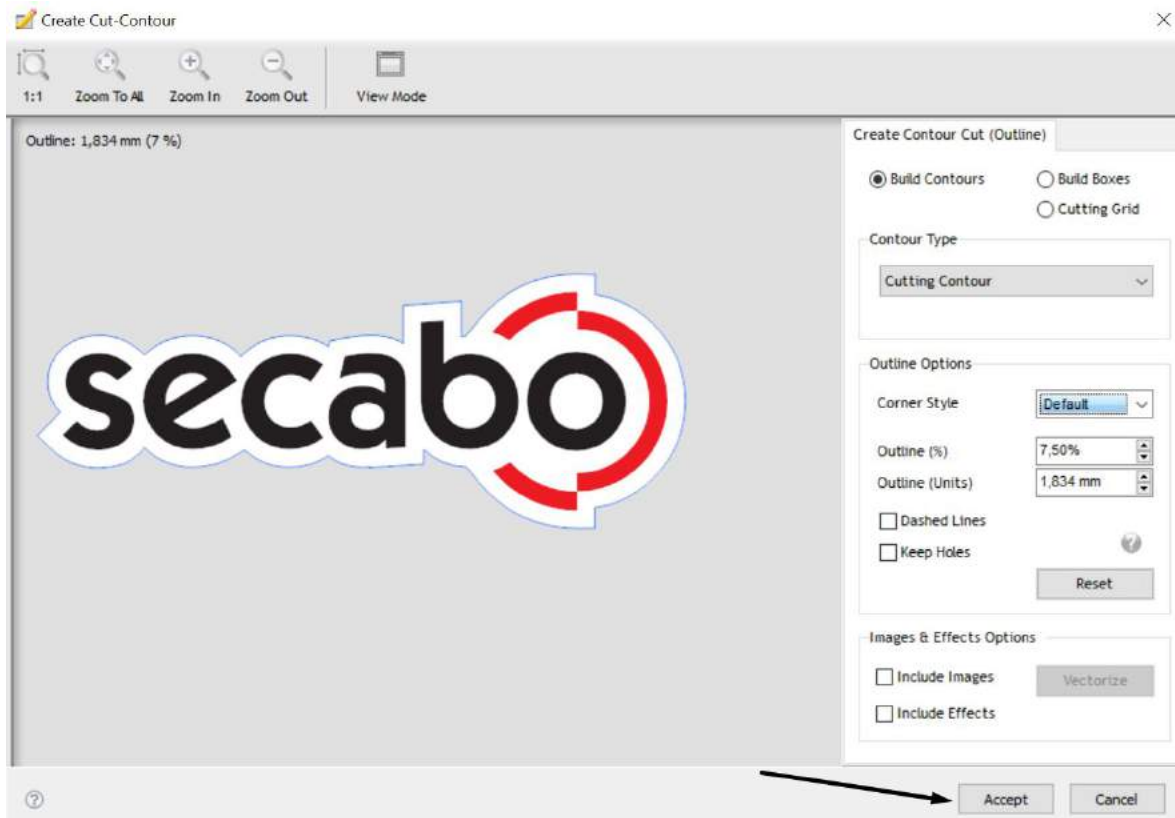 Create Cut-Contour
1:1 Zoom To All Zoom In Zoom Out View Mode
Outline: 1,834 mm (7 %)
secabo
Create Contour Cut (Outline)
Build Contours Build Boxes
Cutting Grid
Contour Type
Cutting Contour
Outline Options
Corner Style Default
Outline (%) 7,50%
Outline (Units) 1,834 mm
Dashed Lines
Keep Holes
?
Reset
Images & Effects Options
Include Images Vectorize
Include Effects
? Accept Cancel